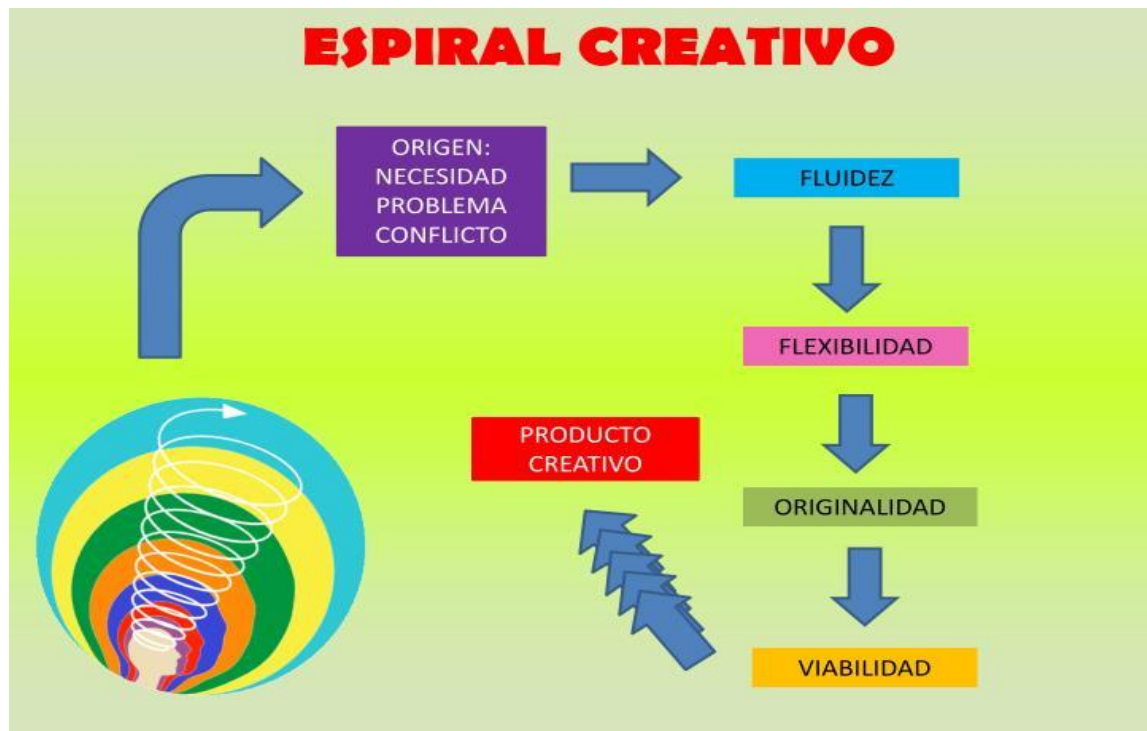 ESPIRAL CREATIVO
ORIGEN:
NECESIDAD
PROBLEMA
CONFLICTO
FLUIDEZ
FLEXIBILIDAD
ORIGINALIDAD
VIABILIDAD
PRODUCTO
CREATIVO